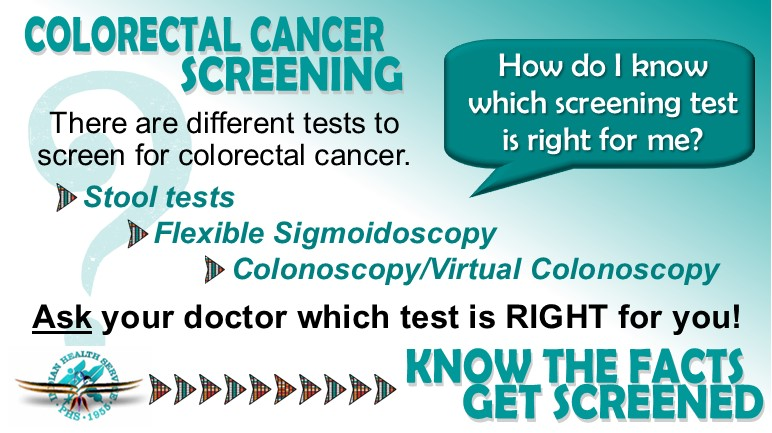 COLORECTAL CANCER
SCREENING
How do I know
which screening test
is right for me?
There are different tests to
screen for colorectal cancer.
Stool tests
Flexible Sigmoidoscopy
Colonoscopy/Virtual Colonoscopy
Ask your doctor which test is RIGHT for you!
INDIAN HEALTH SERVICE
PHS · 1955
KNOW THE FACTS
GET SCREENED